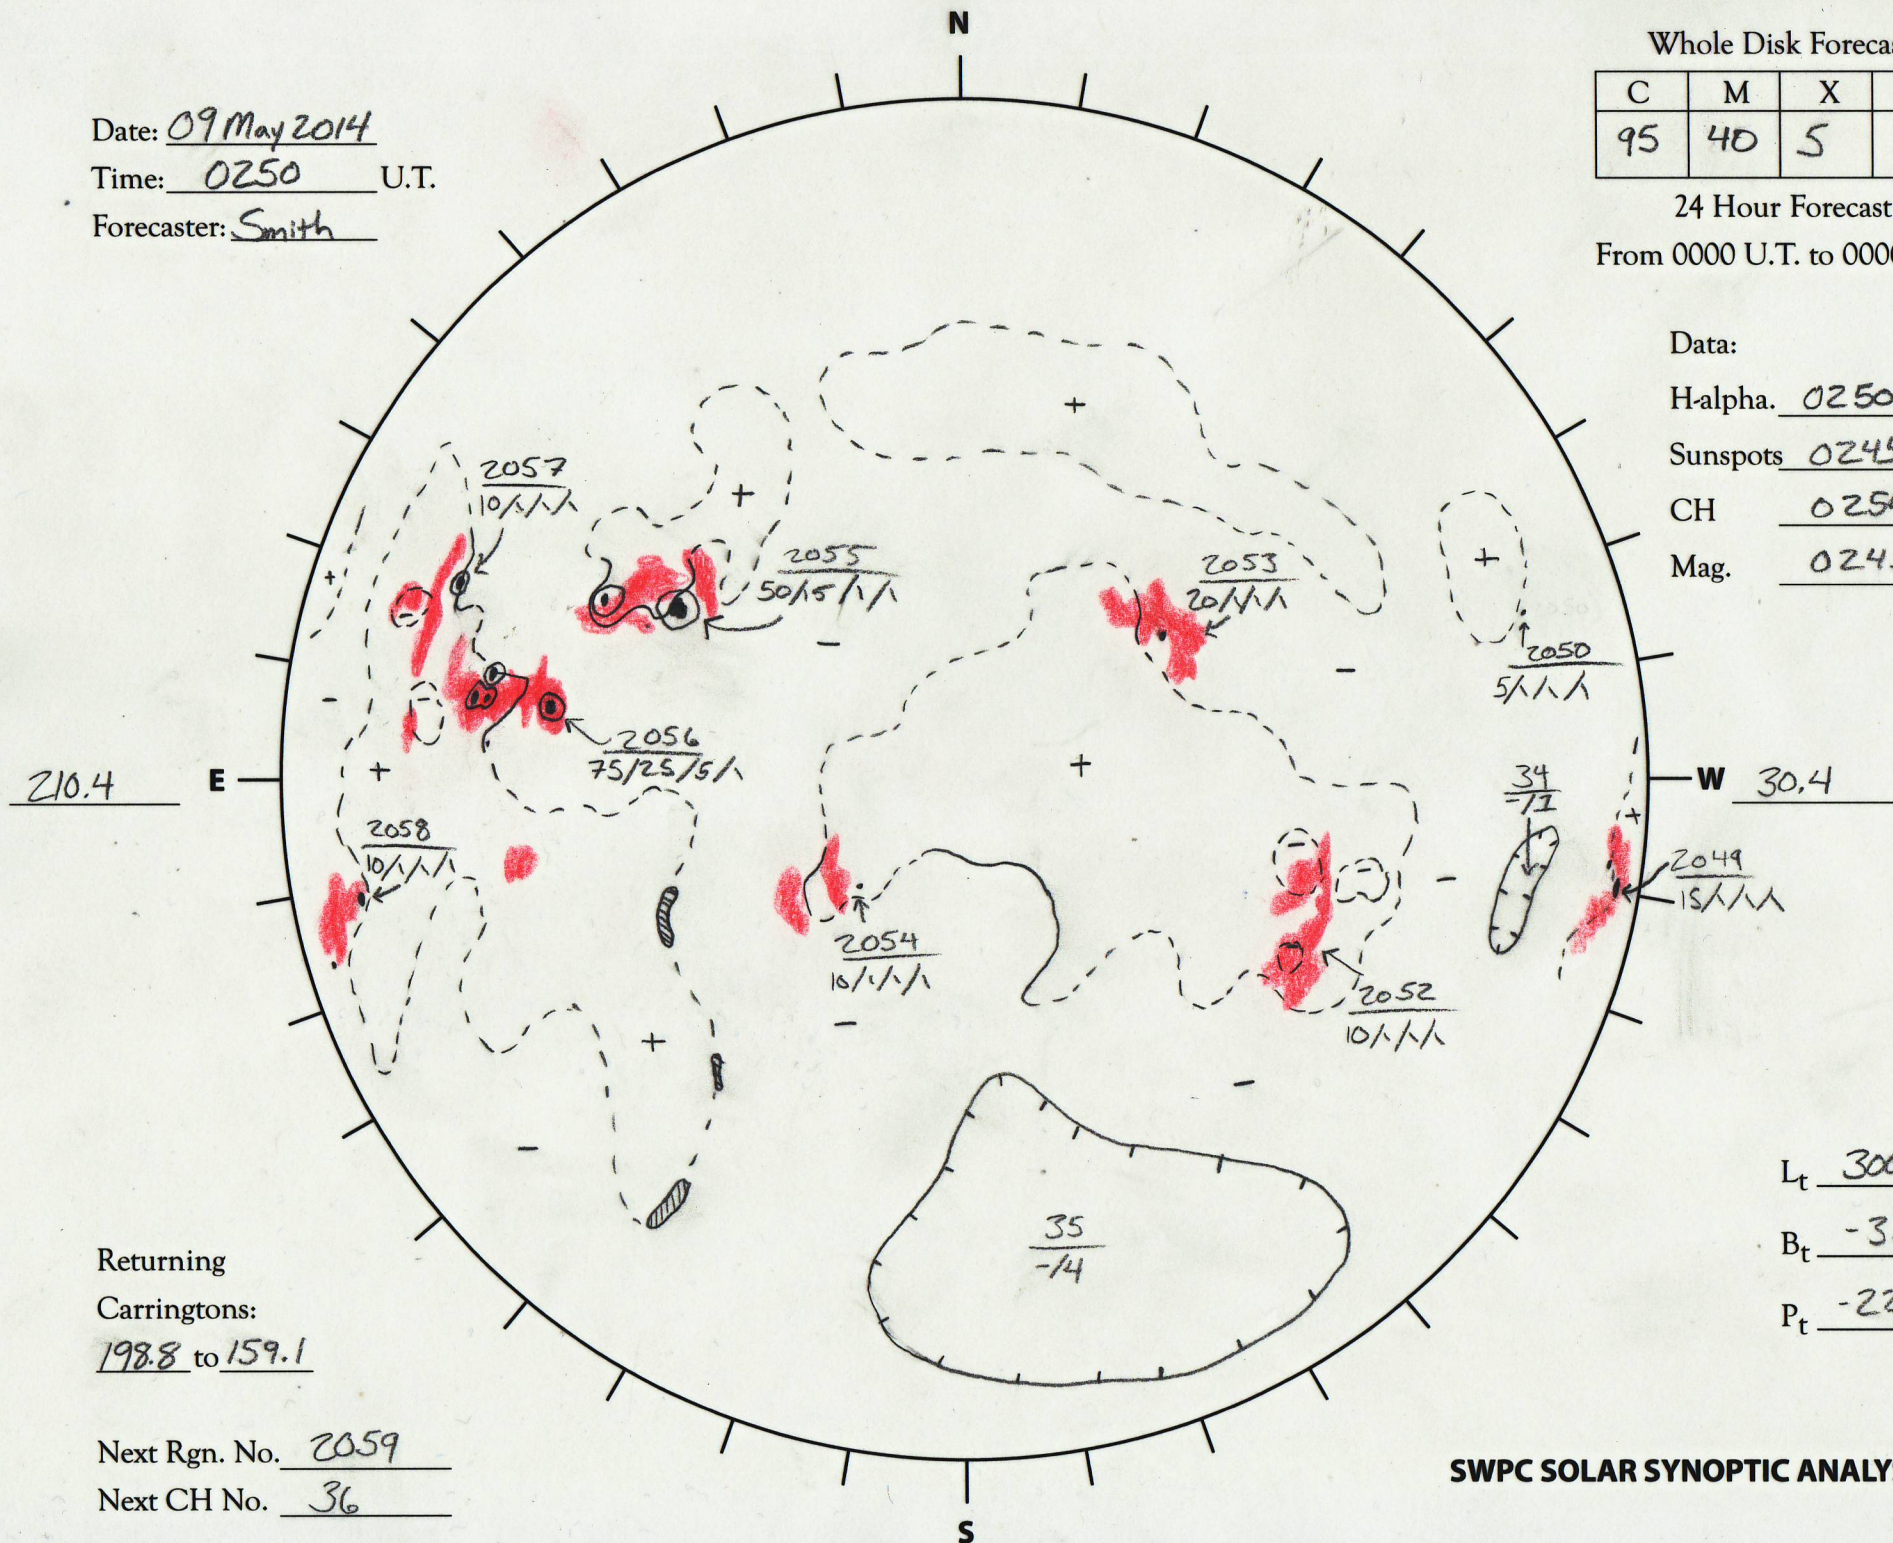 N
Whole Disk Foreca
C M X
95 40 5
24 Hour Forecast
From 0000 U.T. to 000
Date: 09 May 2014
Time: 0250 U.T.
Forecaster: Smith
Data:
H-alpha. 0250
Sunspots 0245
CH 025
Mag. 024
+
2057
10/\/\/\
+
+
+
2055
50/15/\/\
2053
20/\/\/\
2050
5/\/\/\
-
-
-
2056
75/25/5/\
+
+
210.4 E
W 30.4
34
-/1
+
2058
10/\/\/\
-
2049
15/\/\/\
2054
10/\/\/\
2052
10/\/\/\
-
+
-
-
35
-/4
Lt 30
Bt -3
Pt -22
Returning
Carringtons:
198.8 to 159.1
Next Rgn. No. 2059
Next CH No. 36
SWPC SOLAR SYNOPTIC ANALY
S